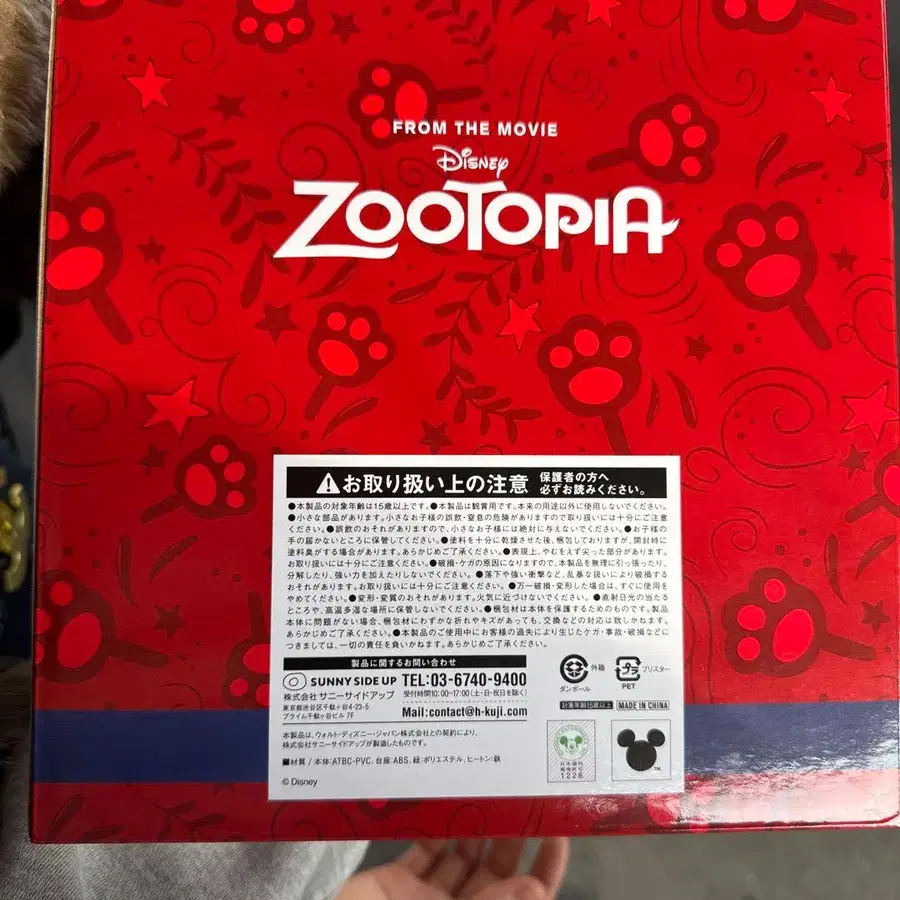 FROM THE MOVIE
Disney
ZOOTOPIA
お取り扱い上の注意 保護者の方へ
必ずお読みください。
●本製品の対象年齢は15歳以上です。●本製品は観賞用です。本来の用途以外に使用しないでください。
●小さな部品があります。小さなお子様の誤飲・窒息の危険がありますので取り扱いには十分にご注意
ください。●誤飲のおそれがありますので、小さなお子様には絶対に与えないでください。●お子様の
手の届かないところに保管してください。●塗料を十分に乾燥させた後、梱包しておりますが、開封時に
塗料臭がする場合があります。あらかじめご了承ください。●表現上、やむをえず尖った部分があります。
お取り扱いには十分にご注意ください。●破損・ケガの原因になりますので、本製品を無理に引っ張ったり、
分解したり、強い力を加えたりしないでください。●落下や強い衝撃など、乱暴な扱いにより破損する
おそれがあります。お取り扱いには十分にご注意ください。●万一破損・変形した場合は、すぐに使用を
やめてください。●変形・変質のおそれがあります。火気に近づけないでください。●直射日光の当たる
ところや、高温多湿な場所に保管しないでください。●梱包材は本体を保護するためのものです。製品
本体に問題がない場合、梱包材にわずかな折れやキズがあっても、交換などの対応は致しかねます。
あらかじめご了承ください。●本製品のご使用中にお客様の過失により生じたケガ・事故・破損などに
つきましては、一切の責任を負いかねます。あらかじめご了承ください。
製品に関するお問い合わせ
SUNNY SIDE UP
株式会社 サニーサイドアップ
東京都渋谷区千駄ヶ谷4-23-5
プライム千駄ヶ谷ビル 7F
TEL:03-6740-9400
受付時間10:00~17:00(土・日・祝日を除く)
Mail:contact@h-kuji.com
外箱
ダンボール
プラ
PET
ブリスター
対象年齢15歳以上
MADE IN CHINA
本製品は、ウォルト・ディズニー・ジャパン株式会社との契約により、
株式会社サニーサイドアップが製造したものです。
■材質 / 本体:ATBC-PVC、台座:ABS、紐:ポリエステル、ヒートン:鉄
© Disney
日本国内
販売許可
1228
TM